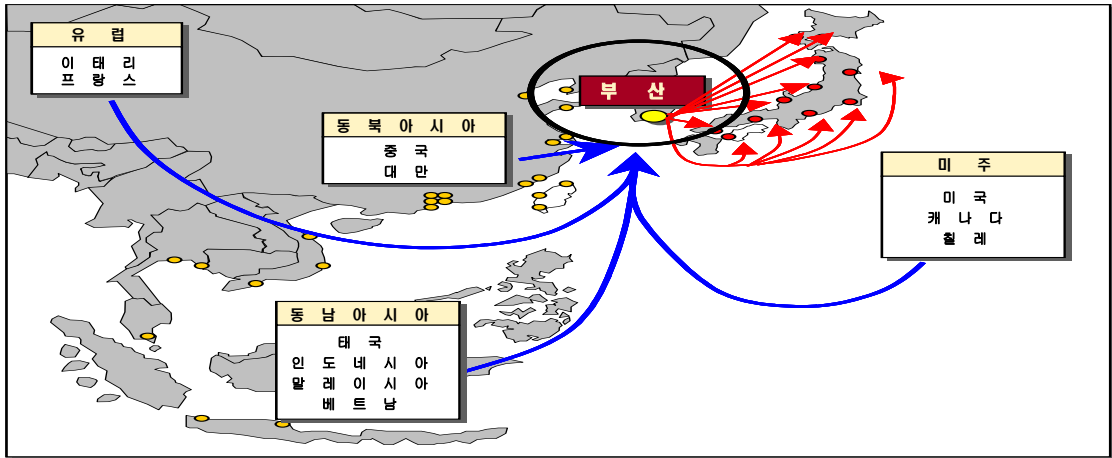 유 럽
이 태 리
프 랑 스
부 산
동 북 아 시 아
중 국
대 만
미 주
미 국
캐 나 다
칠 레
동 남 아 시 아
태 국
인 도 네 시 아
말 레 이 시 아
베 트 남